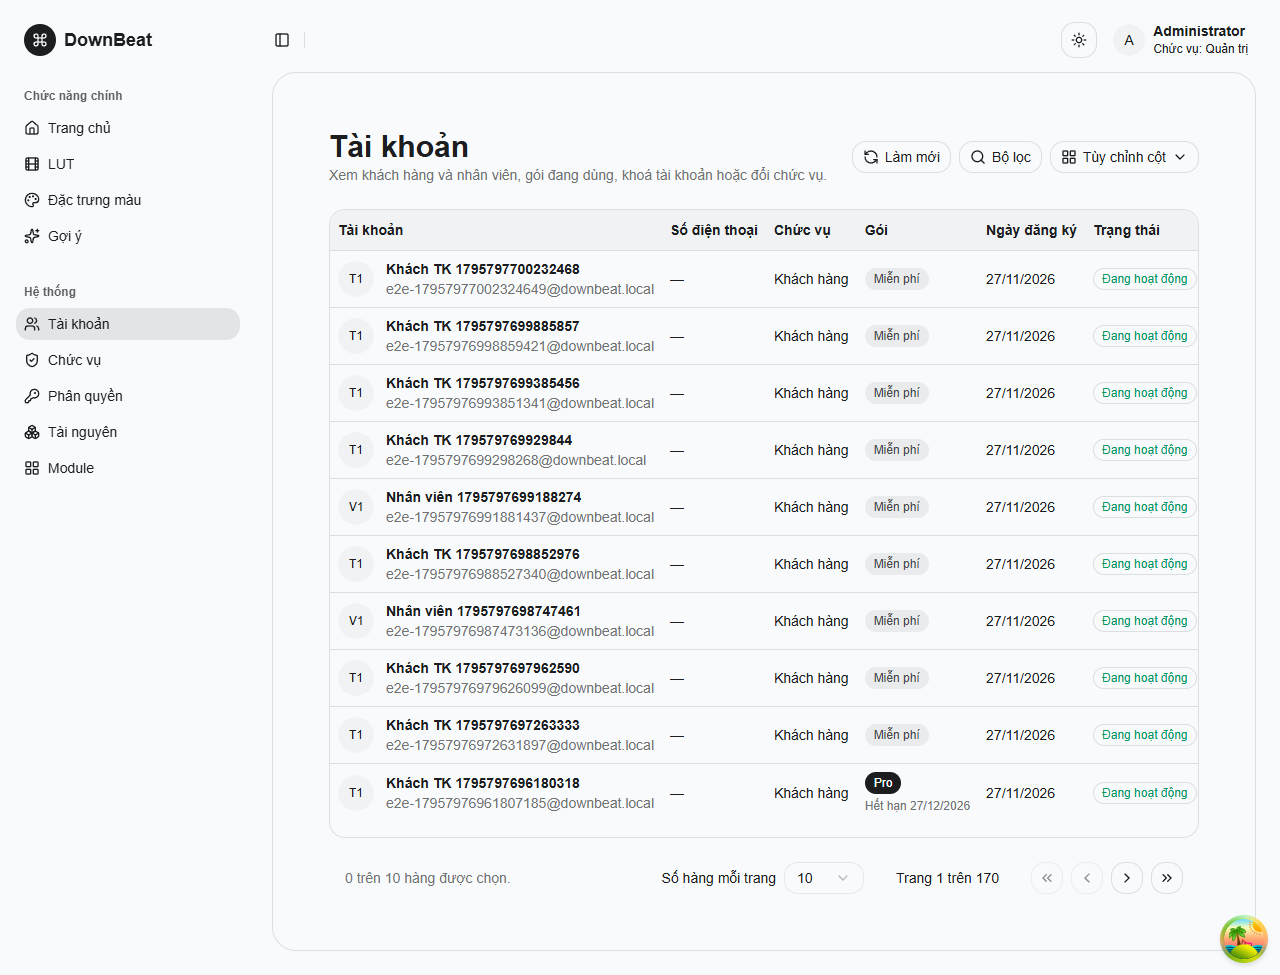 DownBeat
Administrator
A
Chức vụ: Quản trị
Chức năng chính
Trang chủ
LUT
Đặc trưng màu
Gợi ý
Hệ thống
Tài khoản
Chức vụ
Phân quyền
Tài nguyên
Module
Tài khoản
Xem khách hàng và nhân viên, gói đang dùng, khoá tài khoản hoặc đổi chức vụ.
Làm mới
Bộ lọc
Tùy chỉnh cột
Tài khoản Số điện thoại Chức vụ Gói Ngày đăng ký Trạng thái
Khách TK 1795797700232468
T1 e2e-17957977002324649@downbeat.local — Khách hàng Miễn phí 27/11/2026 Đang hoạt động
Khách TK 1795797699885857
T1 e2e-17957976998859421@downbeat.local — Khách hàng Miễn phí 27/11/2026 Đang hoạt động
Khách TK 1795797699385456
T1 e2e-17957976993851341@downbeat.local — Khách hàng Miễn phí 27/11/2026 Đang hoạt động
Khách TK 179579769929844
T1 e2e-1795797699298268@downbeat.local — Khách hàng Miễn phí 27/11/2026 Đang hoạt động
Nhân viên 1795797699188274
V1 e2e-17957976991881437@downbeat.local — Khách hàng Miễn phí 27/11/2026 Đang hoạt động
Khách TK 1795797698852976
T1 e2e-17957976988527340@downbeat.local — Khách hàng Miễn phí 27/11/2026 Đang hoạt động
Nhân viên 1795797698747461
V1 e2e-17957976987473136@downbeat.local — Khách hàng Miễn phí 27/11/2026 Đang hoạt động
Khách TK 1795797697962590
T1 e2e-17957976979626099@downbeat.local — Khách hàng Miễn phí 27/11/2026 Đang hoạt động
Khách TK 1795797697263333
T1 e2e-17957976972631897@downbeat.local — Khách hàng Miễn phí 27/11/2026 Đang hoạt động
Khách TK 1795797696180318 Pro
T1 e2e-17957976961807185@downbeat.local — Khách hàng Hết hạn 27/12/2026 27/11/2026 Đang hoạt động
0 trên 10 hàng được chọn. Số hàng mỗi trang 10 Trang 1 trên 170